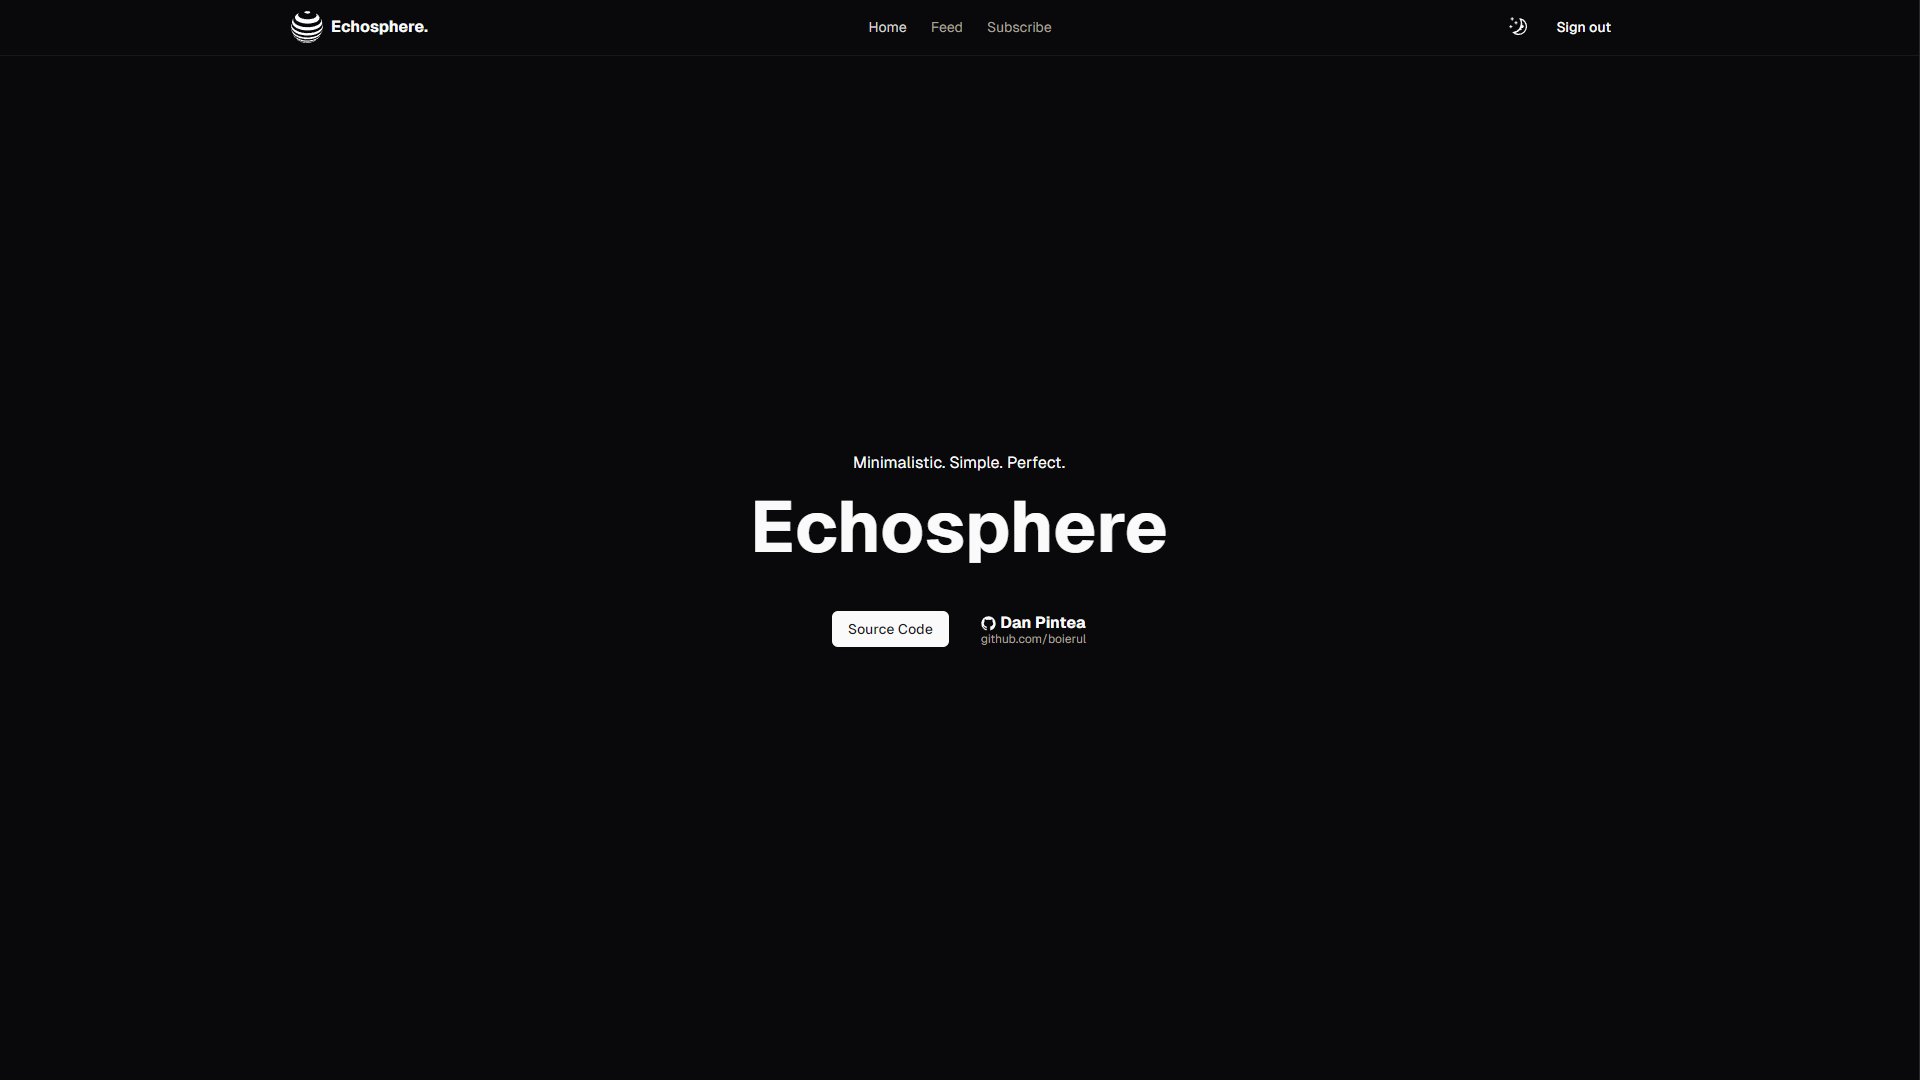 Echosphere.
Home Feed Subscribe
Sign out
Minimalistic. Simple. Perfect.
Echosphere
Source Code
Dan Pintea
github.com/boierul